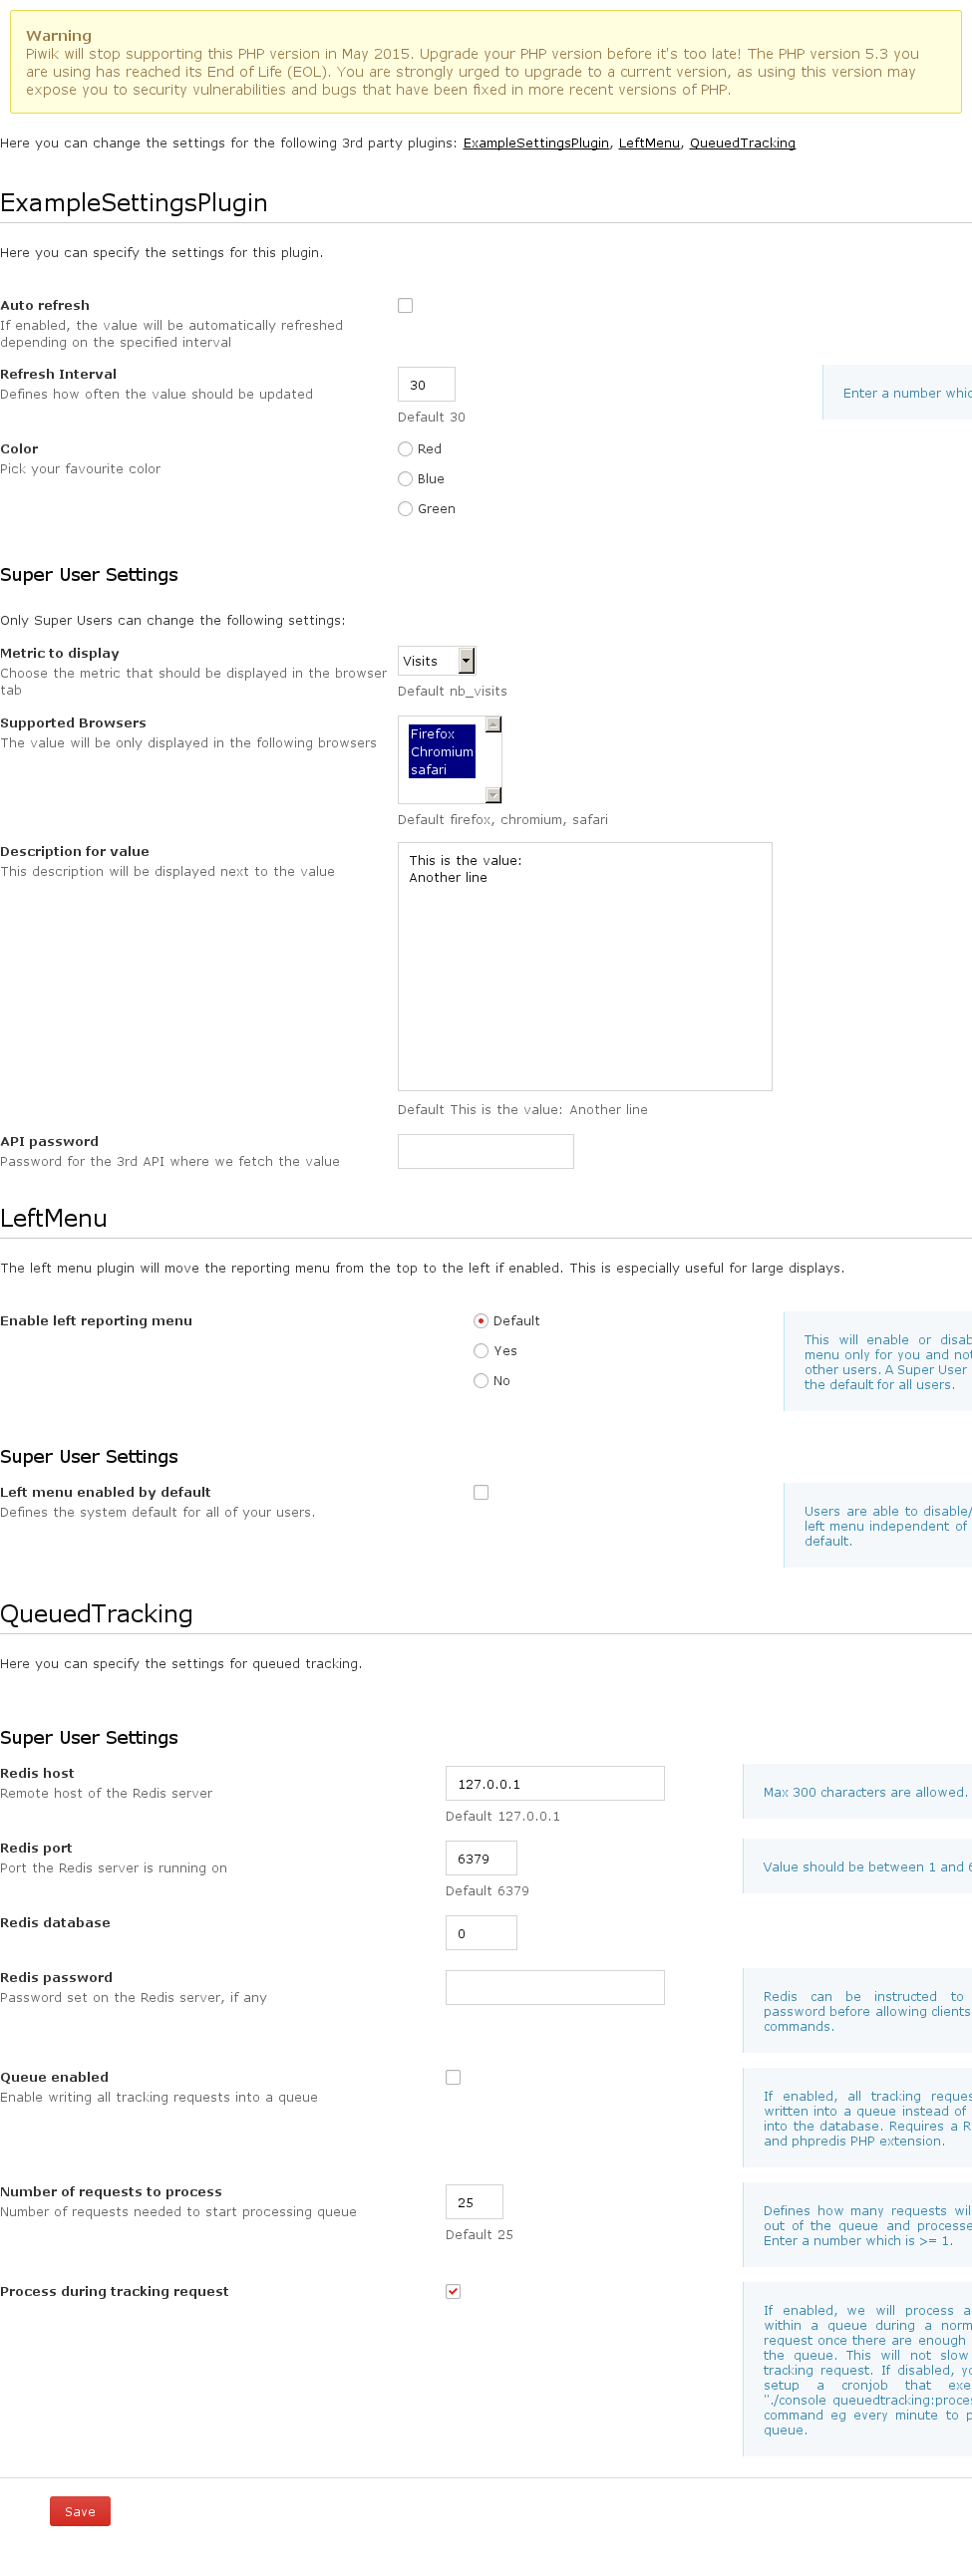 Warning
Piwik will stop supporting this PHP version in May 2015. Upgrade your PHP version before it's too late! The PHP version 5.3 you
are using has reached its End of Life (EOL). You are strongly urged to upgrade to a current version, as using this version may
expose you to security vulnerabilities and bugs that have been fixed in more recent versions of PHP.
Here you can change the settings for the following 3rd party plugins: ExampleSettingsPlugin, LeftMenu, QueuedTracking
ExampleSettingsPlugin
Here you can specify the settings for this plugin.
Auto refresh
If enabled, the value will be automatically refreshed
depending on the specified interval
Refresh Interval
Defines how often the value should be updated
30
Default 30
Enter a number whic
Color
Pick your favourite color
Red
Blue
Green
Super User Settings
Only Super Users can change the following settings:
Metric to display
Choose the metric that should be displayed in the browser
tab
Visits
Default nb_visits
Supported Browsers
The value will be only displayed in the following browsers
Firefox
Chromium
safari
Default firefox, chromium, safari
Description for value
This description will be displayed next to the value
This is the value:
Another line
Default This is the value: Another line
API password
Password for the 3rd API where we fetch the value
LeftMenu
The left menu plugin will move the reporting menu from the top to the left if enabled. This is especially useful for large displays.
Enable left reporting menu
Default
Yes
No
This will enable or disab
menu only for you and not
other users. A Super User
the default for all users.
Super User Settings
Left menu enabled by default
Defines the system default for all of your users.
Users are able to disable/
left menu independent of
default.
QueuedTracking
Here you can specify the settings for queued tracking.
Super User Settings
Redis host
Remote host of the Redis server
127.0.0.1
Default 127.0.0.1
Max 300 characters are allowed.
Redis port
Port the Redis server is running on
6379
Default 6379
Value should be between 1 and 6
Redis database
0
Redis password
Password set on the Redis server, if any
Redis can be instructed to
password before allowing clients
commands.
Queue enabled
Enable writing all tracking requests into a queue
If enabled, all tracking reques
written into a queue instead of
into the database. Requires a R
and phpredis PHP extension.
Number of requests to process
Number of requests needed to start processing queue
25
Default 25
Defines how many requests wil
out of the queue and processe
Enter a number which is >= 1.
Process during tracking request
If enabled, we will process a
within a queue during a norm
request once there are enough
the queue. This will not slow
tracking request. If disabled, yo
setup a cronjob that exe
"./console queuedtracking:proces
command eg every minute to p
queue.
Save